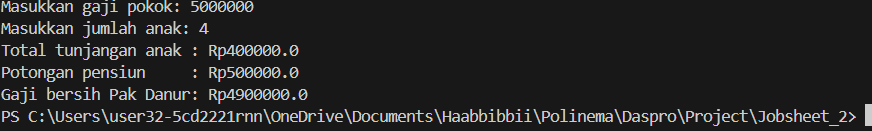 Masukkan gaji pokok: 5000000
Masukkan jumlah anak: 4
Total tunjangan anak : Rp400000.0
Potongan pensiun     : Rp500000.0
Gaji bersih Pak Danur: Rp4900000.0
PS C:\Users\user32-5cd2221rnn\OneDrive\Documents\Haabbibbii\Polinema\Daspro\Project\Jobsheet_2>